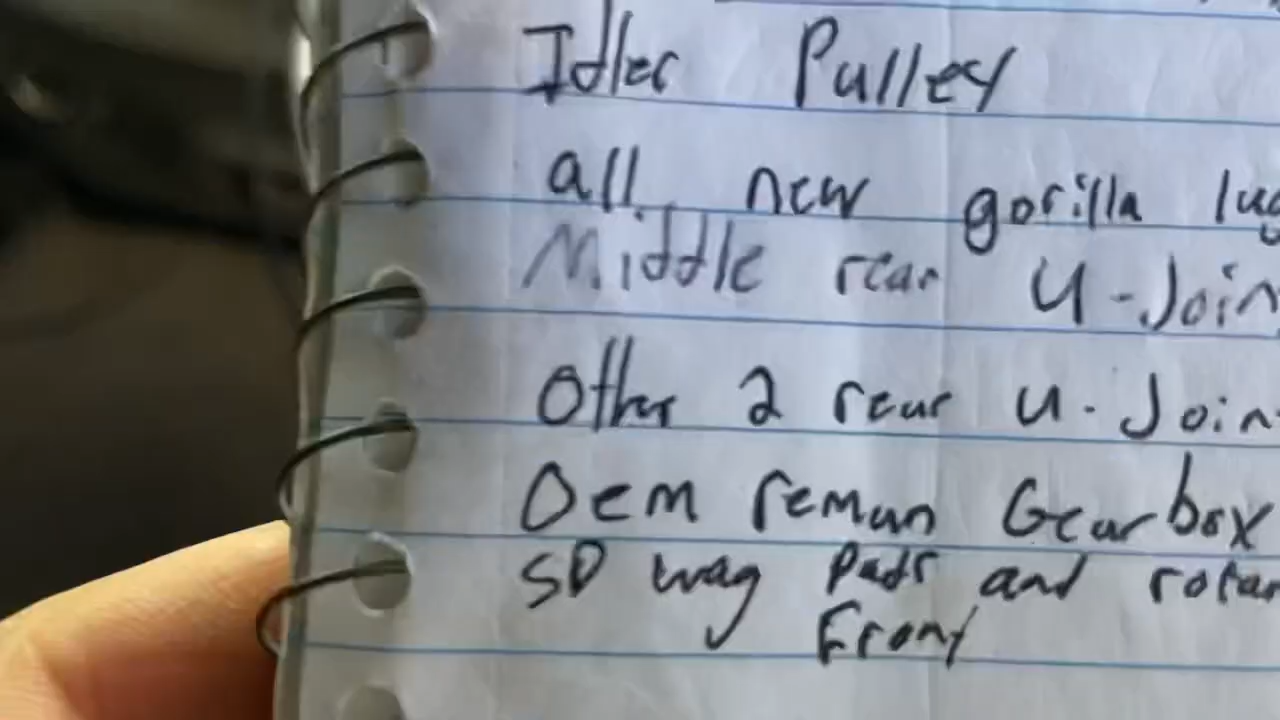 Idler Pulley
all new gorilla lug
Middle rear U-Join
Other 2 rear u-Join
Oem reman Gearbox
SD wag Pads and rotar
Front